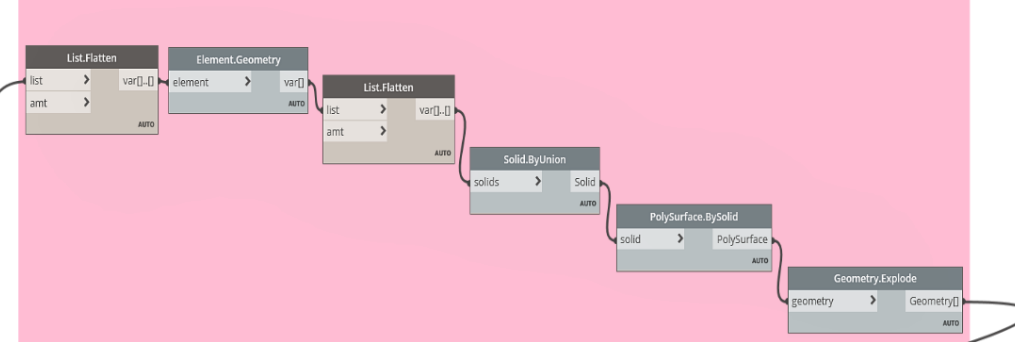 List.Flatten
list > var[]..[]
amt >
AUTO
Element.Geometry
element > var[]
AUTO
List.Flatten
list > var[]..[]
amt >
AUTO
Solid.ByUnion
solids > Solid
AUTO
PolySurface.BySolid
solid > PolySurface
AUTO
Geometry.Explode
geometry > Geometry[]
AUTO